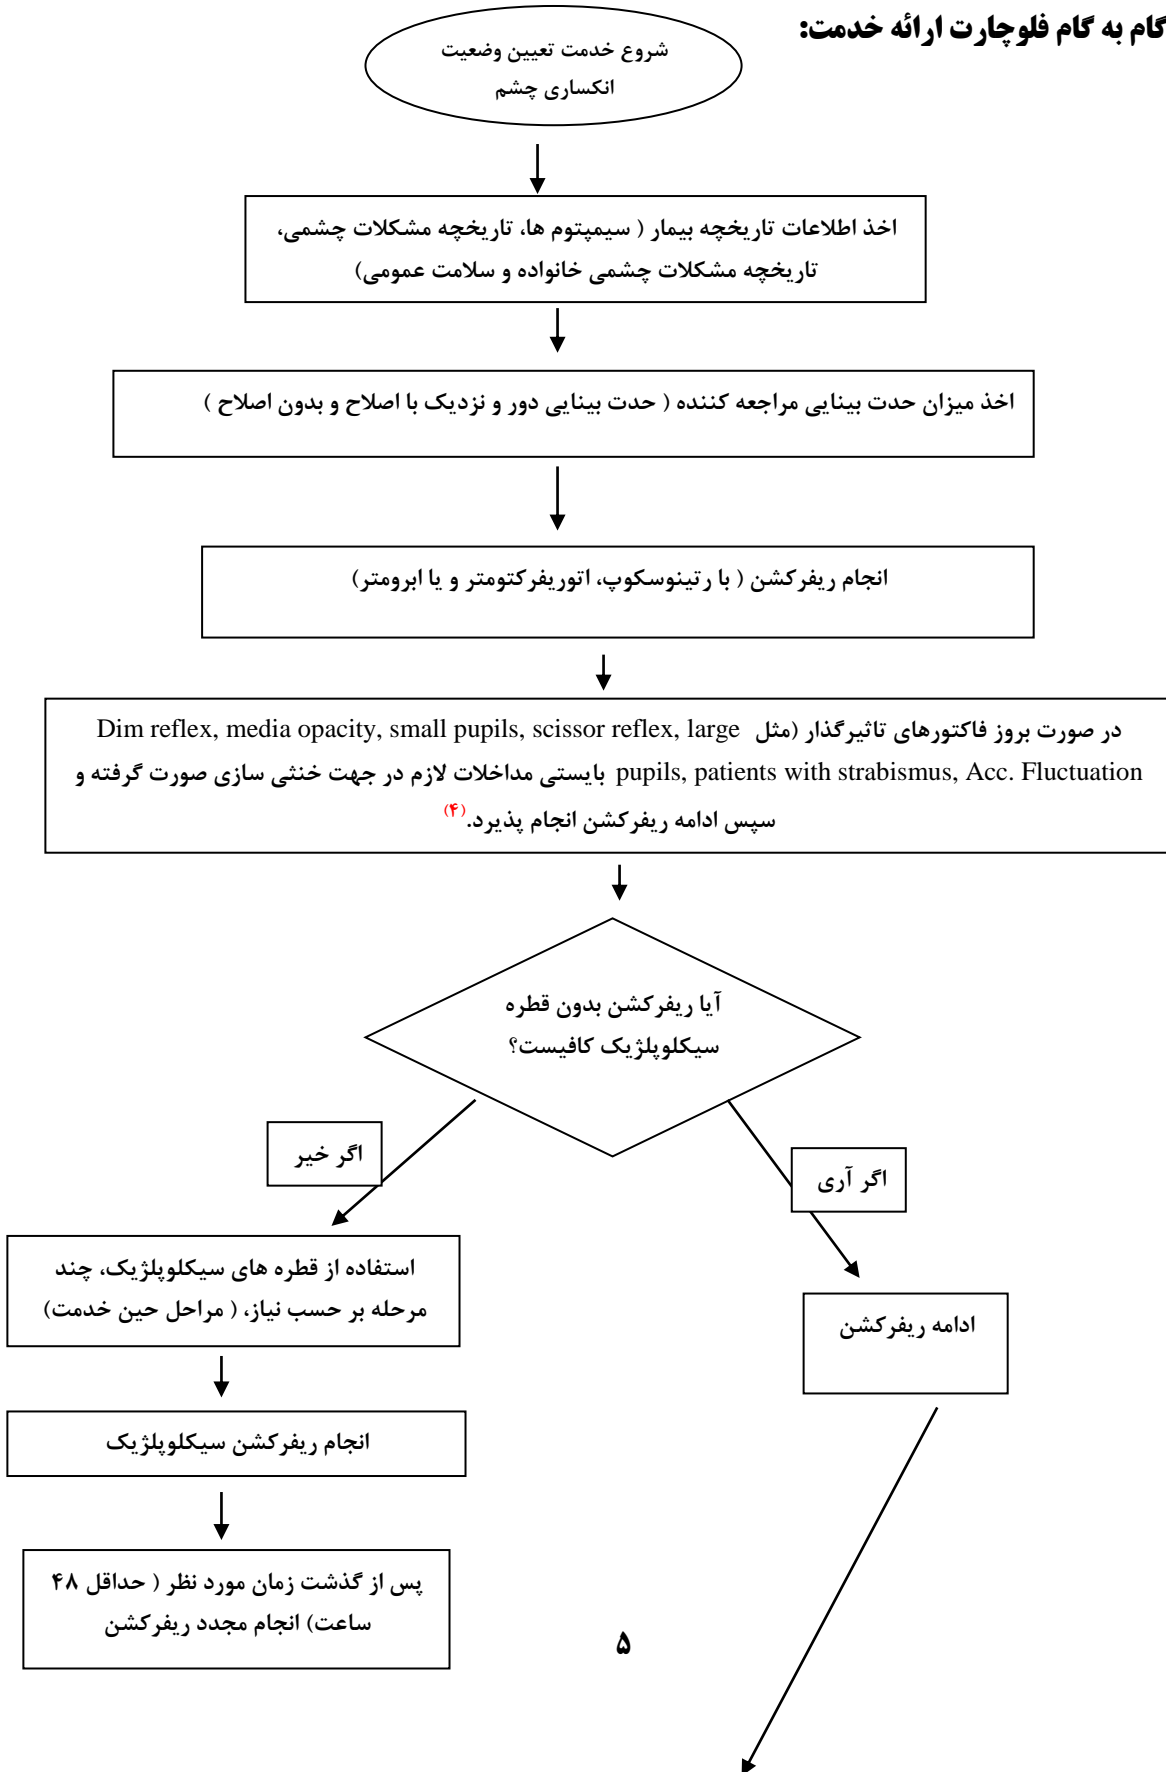 گام به گام فلوچارت ارائه خدمت:
شروع خدمت تعیین وضعیت
انکساری چشم
اخذ اطلاعات تاریخچه بیمار ( سیمپتوم ها، تاریخچه مشکلات چشمی،
تاریخچه مشکلات چشمی خانواده و سلامت عمومی)
اخذ میزان حدت بینایی مراجعه کننده ( حدت بینایی دور و نزدیک با اصلاح و بدون اصلاح )
انجام ریفرکشن ( با رتینوسکوپ، اتوریفرکتومتر و یا ابرومتر)
در صورت بروز فاکتورهای تاثیرگذار (مثل Dim reflex, media opacity, small pupils, scissor reflex, large
pupils, patients with strabismus, Acc. Fluctuation بایستی مداخلات لازم در جهت خنثی سازی صورت گرفته و
سپس ادامه ریفرکشن انجام پذیرد.(۴)
آیا ریفرکشن بدون قطره
سیکلوپلژیک کافیست؟
اگر خیر
اگر آری
استفاده از قطره های سیکلوپلژیک، چند
مرحله بر حسب نیاز، ( مراحل حین خدمت)
ادامه ریفرکشن
انجام ریفرکشن سیکلوپلژیک
پس از گذشت زمان مورد نظر ( حداقل ۴۸
ساعت) انجام مجدد ریفرکشن
۵